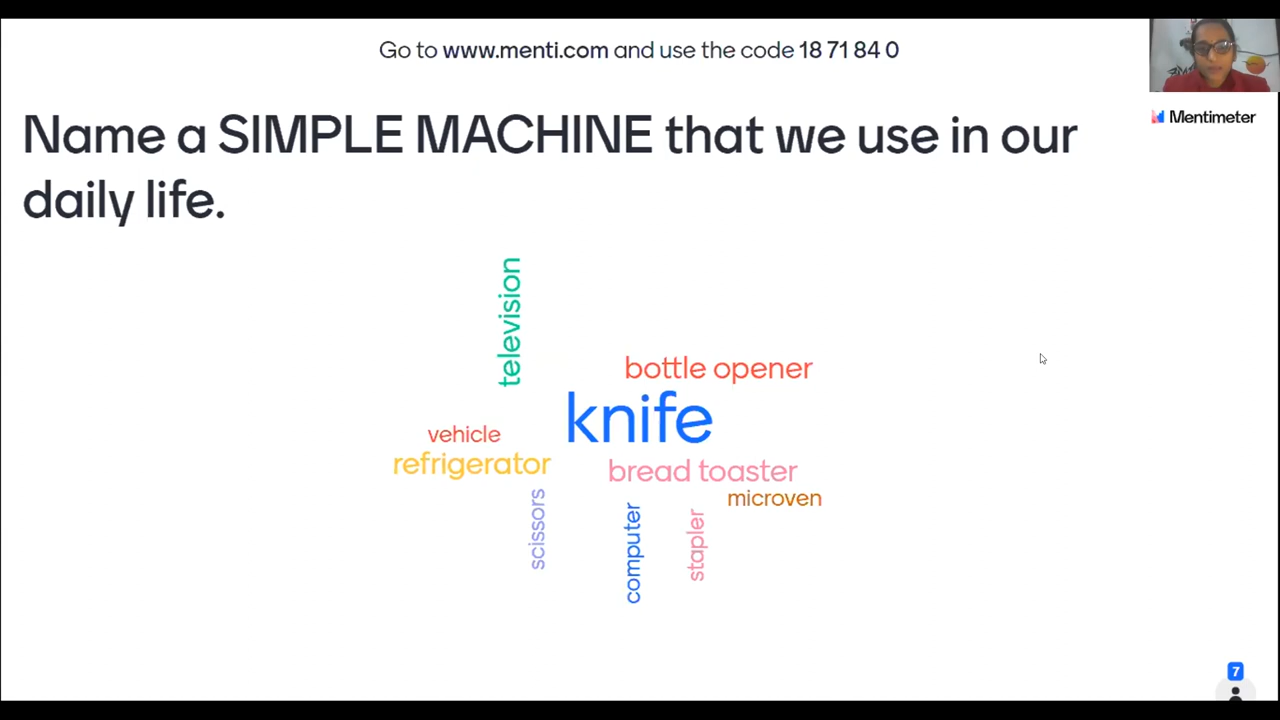 Go to www.menti.com and use the code 18 71 84 0
Mentimeter
Name a SIMPLE MACHINE that we use in our
daily life.
television
bottle opener
knife
vehicle
refrigerator
bread toaster
microven
scissors
computer
stapler
7